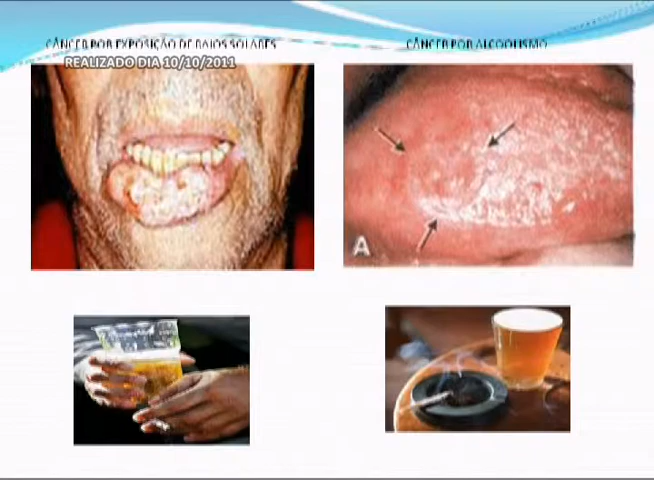 CÂNCER POR EXPOSIÇÃO DE RAIOS SOLARES
CÂNCER POR ALCOOLISMO
REALIZADO DIA 10/10/2011
A